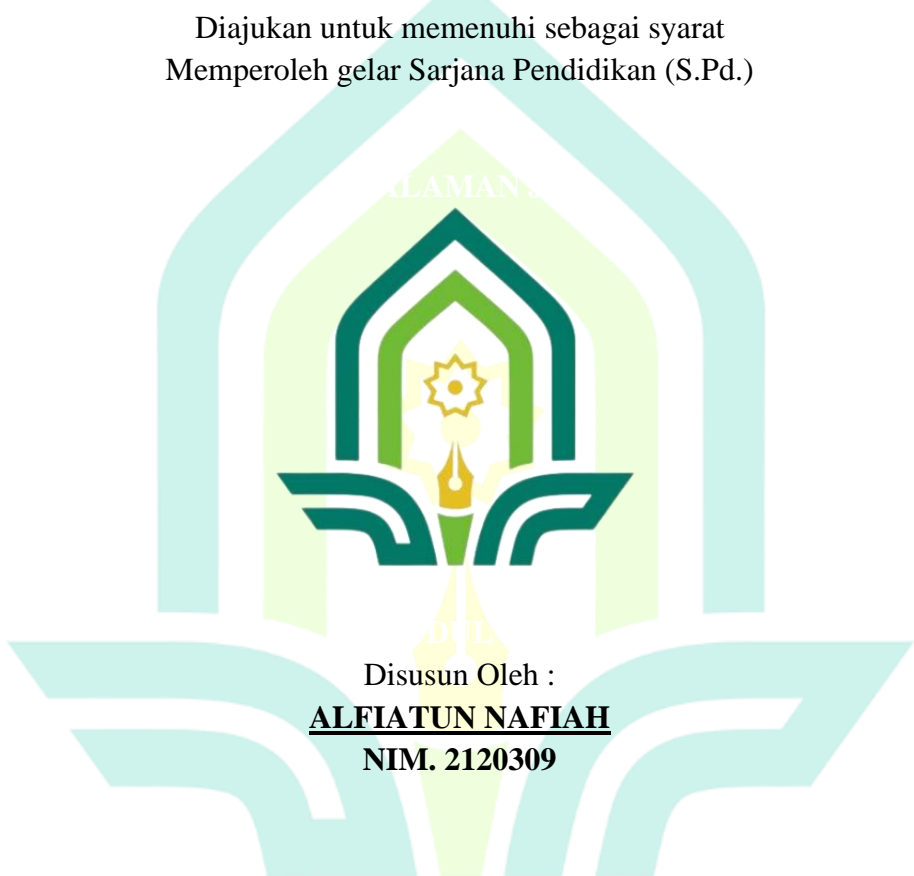 Diajukan untuk memenuhi sebagai syarat
Memperoleh gelar Sarjana Pendidikan (S.Pd.)
Disusun Oleh :
ALFIATUN NAFIAH
NIM. 2120309